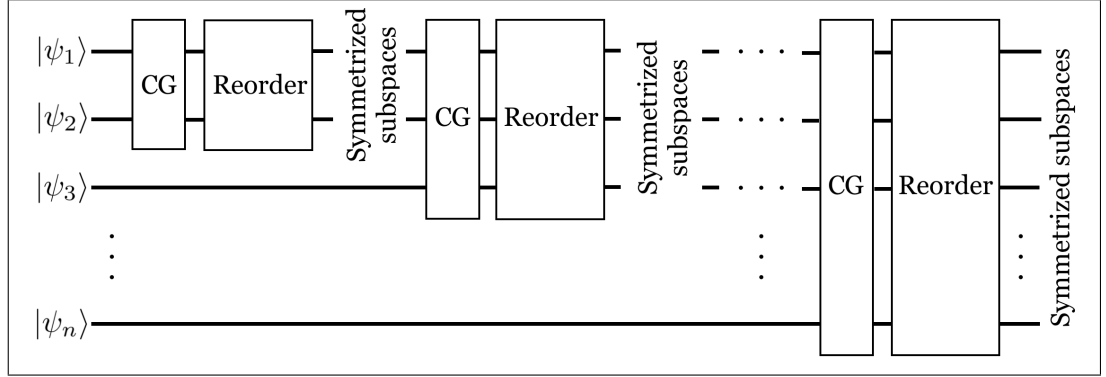 |ψ₁⟩
CG
Reorder
Symmetrized
subspaces
|ψ₂⟩
CG
Reorder
Symmetrized
subspaces
|ψ₃⟩
CG
Reorder
Symmetrized subspaces
|ψₙ⟩